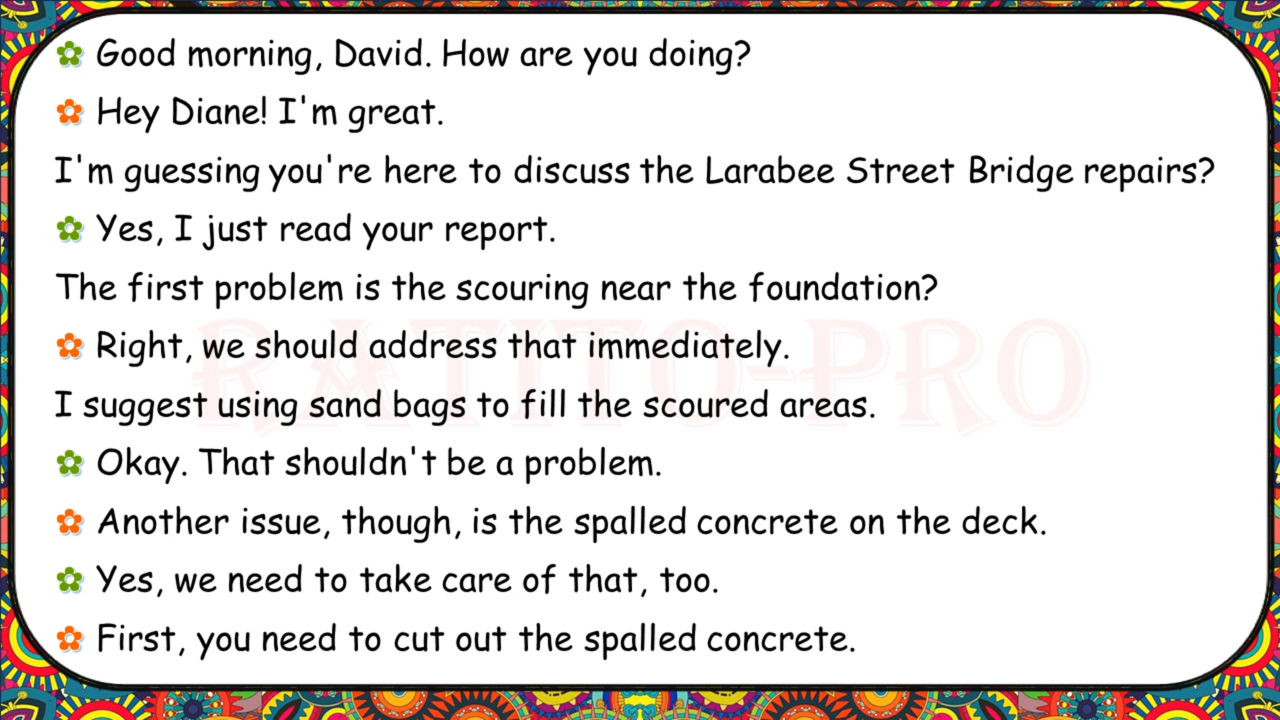 Good morning, David. How are you doing?
Hey Diane! I'm great.
I'm guessing you're here to discuss the Larabee Street Bridge repairs?
Yes, I just read your report.
The first problem is the scouring near the foundation?
Right, we should address that immediately.
I suggest using sand bags to fill the scoured areas.
Okay. That shouldn't be a problem.
Another issue, though, is the spalled concrete on the deck.
Yes, we need to take care of that, too.
First, you need to cut out the spalled concrete.
RATITO-PRO